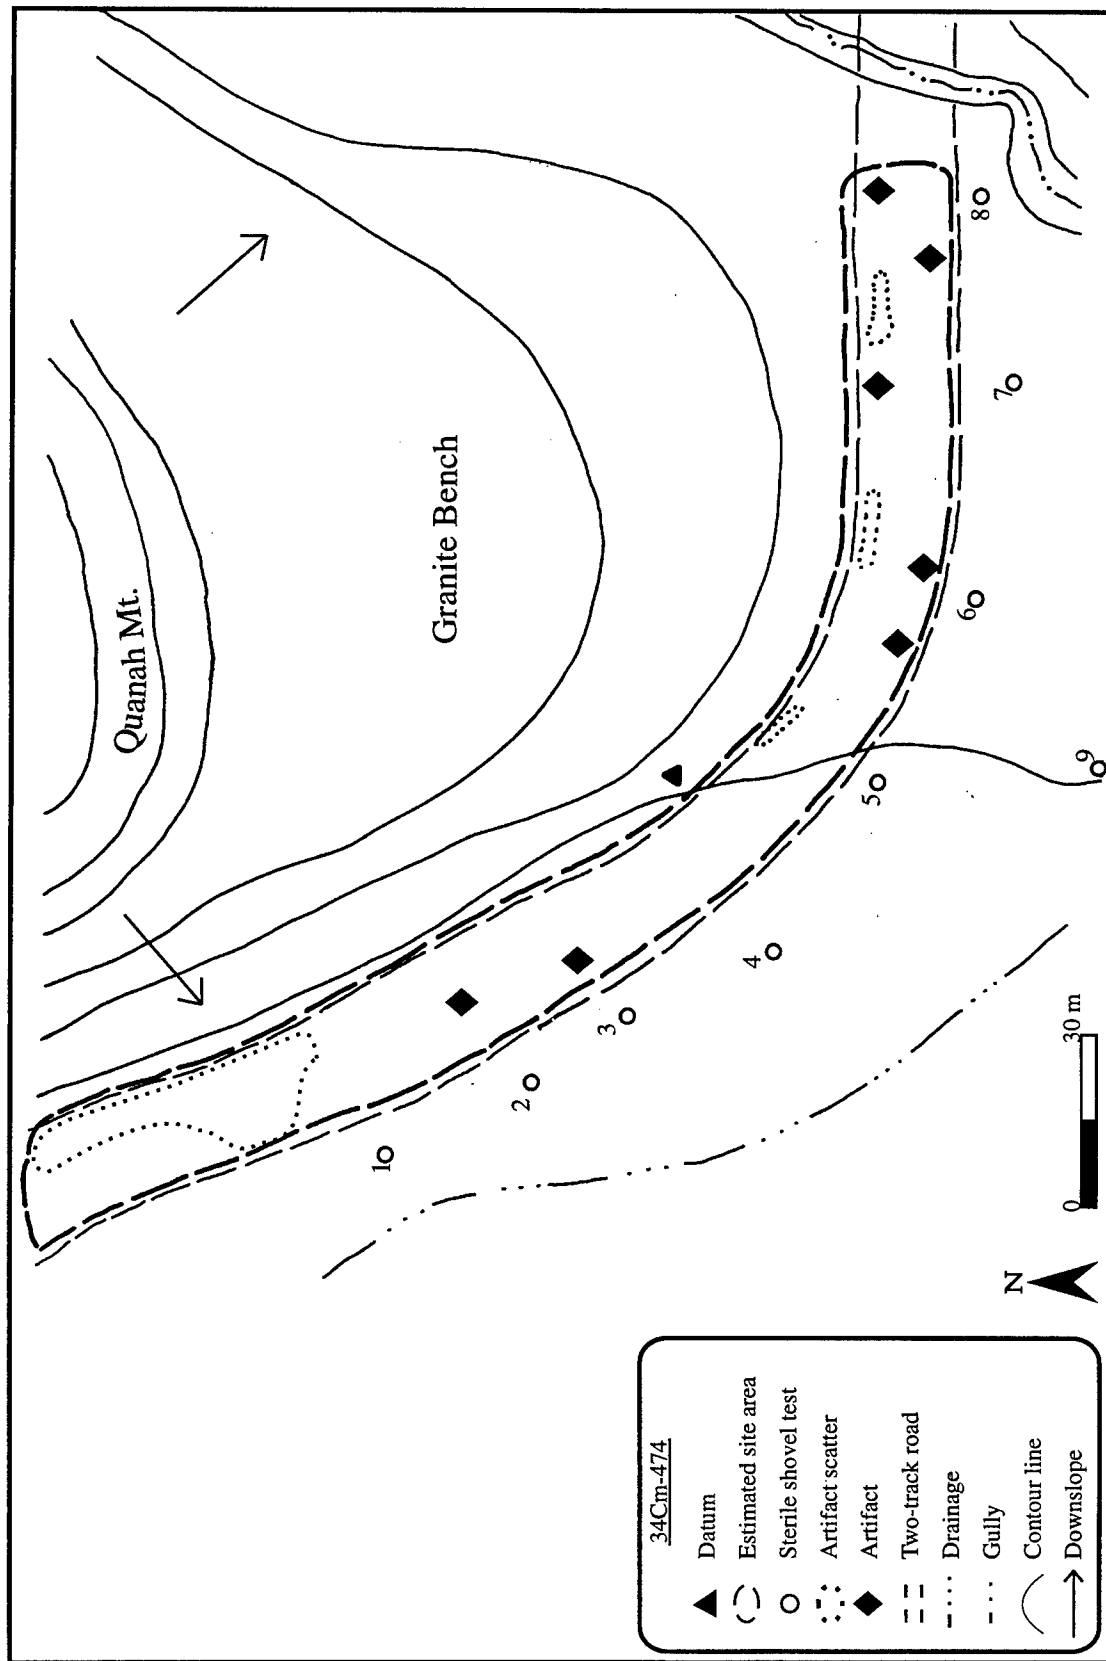 Quanah Mt.
Granite Bench
1
2
3
4
5
6
7
8
9
34Cm-474
Datum
Estimated site area
Sterile shovel test
Artifact scatter
Artifact
Two-track road
Drainage
Gully
Contour line
Downslope
N
0 30 m